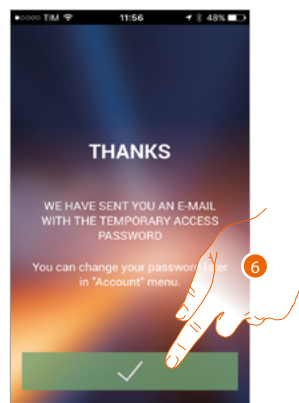 TIM 11:56 48%
THANKS
WE HAVE SENT YOU AN E-MAIL
WITH THE TEMPORARY ACCESS
PASSWORD
You can change your password later
in "Account" menu.
6